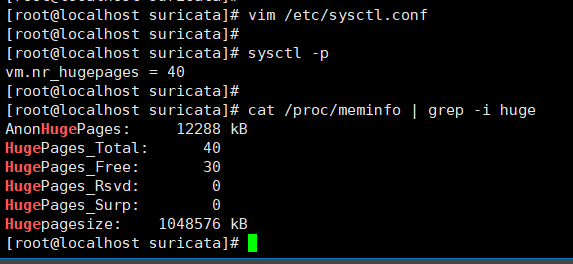 [root@localhost suricata]# vim /etc/sysctl.conf
[root@localhost suricata]#
[root@localhost suricata]# sysctl -p
vm.nr_hugepages = 40
[root@localhost suricata]#
[root@localhost suricata]# cat /proc/meminfo | grep -i huge
AnonHugePages:     12288 kB
HugePages_Total:      40
HugePages_Free:       30
HugePages_Rsvd:        0
HugePages_Surp:        0
Hugepagesize:    1048576 kB
[root@localhost suricata]#